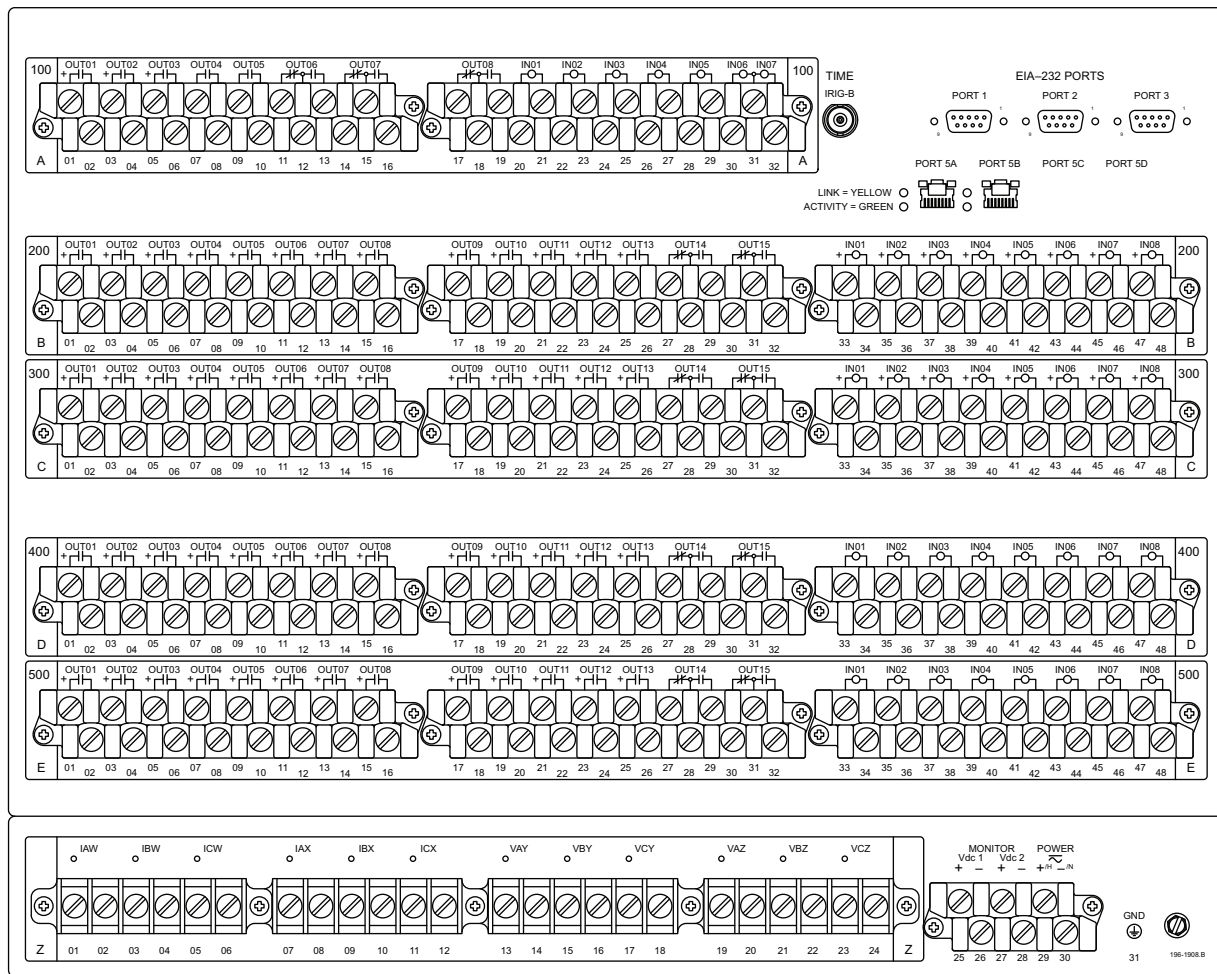 100 OUT01 OUT02 OUT03 OUT04 OUT05 OUT06 OUT07 OUT08 IN01 IN02 IN03 IN04 IN05 IN06 IN07 100
+ + +
A 01 02 03 04 05 06 07 08 09 10 11 12 13 14 15 16 17 18 19 20 21 22 23 24 25 26 27 28 29 30 31 32 A
TIME
IRIG-B
EIA–232 PORTS
PORT 1 PORT 2 PORT 3
1 1 1
9 9 9
PORT 5A PORT 5B PORT 5C PORT 5D
LINK = YELLOW
ACTIVITY = GREEN
200 OUT01 OUT02 OUT03 OUT04 OUT05 OUT06 OUT07 OUT08 OUT09 OUT10 OUT11 OUT12 OUT13 OUT14 OUT15 IN01 IN02 IN03 IN04 IN05 IN06 IN07 IN08 200
+ + + + + + + + + + + + + + + + + + + + +
B 01 02 03 04 05 06 07 08 09 10 11 12 13 14 15 16 17 18 19 20 21 22 23 24 25 26 27 28 29 30 31 32 33 34 35 36 37 38 39 40 41 42 43 44 45 46 47 48 B
300 OUT01 OUT02 OUT03 OUT04 OUT05 OUT06 OUT07 OUT08 OUT09 OUT10 OUT11 OUT12 OUT13 OUT14 OUT15 IN01 IN02 IN03 IN04 IN05 IN06 IN07 IN08 300
+ + + + + + + + + + + + + + + + + + + + +
C 01 02 03 04 05 06 07 08 09 10 11 12 13 14 15 16 17 18 19 20 21 22 23 24 25 26 27 28 29 30 31 32 33 34 35 36 37 38 39 40 41 42 43 44 45 46 47 48 C
400 OUT01 OUT02 OUT03 OUT04 OUT05 OUT06 OUT07 OUT08 OUT09 OUT10 OUT11 OUT12 OUT13 OUT14 OUT15 IN01 IN02 IN03 IN04 IN05 IN06 IN07 IN08 400
+ + + + + + + + + + + + +
D 01 02 03 04 05 06 07 08 09 10 11 12 13 14 15 16 17 18 19 20 21 22 23 24 25 26 27 28 29 30 31 32 33 34 35 36 37 38 39 40 41 42 43 44 45 46 47 48 D
500 OUT01 OUT02 OUT03 OUT04 OUT05 OUT06 OUT07 OUT08 OUT09 OUT10 OUT11 OUT12 OUT13 OUT14 OUT15 IN01 IN02 IN03 IN04 IN05 IN06 IN07 IN08 500
+ + + + + + + + + + + + +
E 01 02 03 04 05 06 07 08 09 10 11 12 13 14 15 16 17 18 19 20 21 22 23 24 25 26 27 28 29 30 31 32 33 34 35 36 37 38 39 40 41 42 43 44 45 46 47 48 E
IAW IBW ICW IAX IBX ICX VAY VBY VCY VAZ VBZ VCZ
Z 01 02 03 04 05 06 07 08 09 10 11 12 13 14 15 16 17 18 19 20 21 22 23 24 Z
MONITOR POWER
Vdc 1 Vdc 2
+ – + – +/H –/N
25 26 27 28 29 30
GND
31
196-1908.B